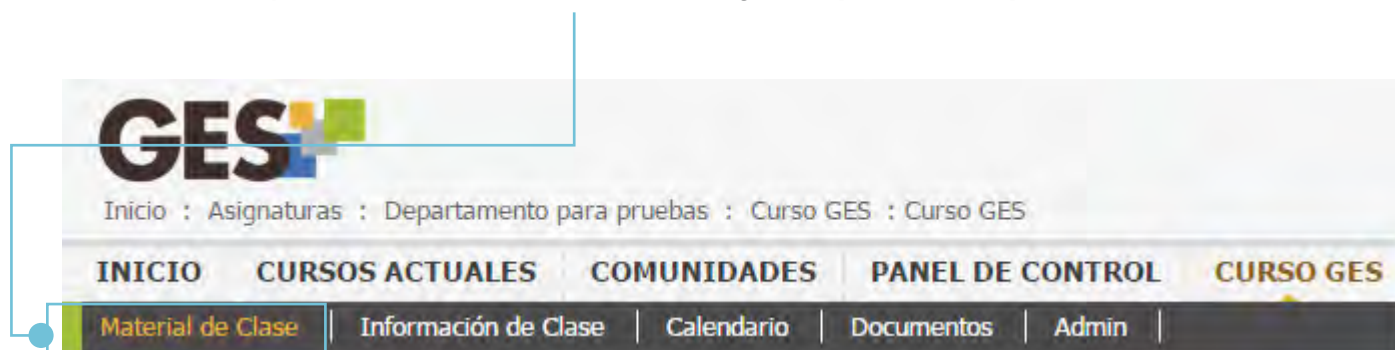 GES
Inicio : Asignaturas : Departamento para pruebas : Curso GES : Curso GES
INICIO CURSOS ACTUALES COMUNIDADES PANEL DE CONTROL CURSO GES
Material de Clase | Información de Clase | Calendario | Documentos | Admin |